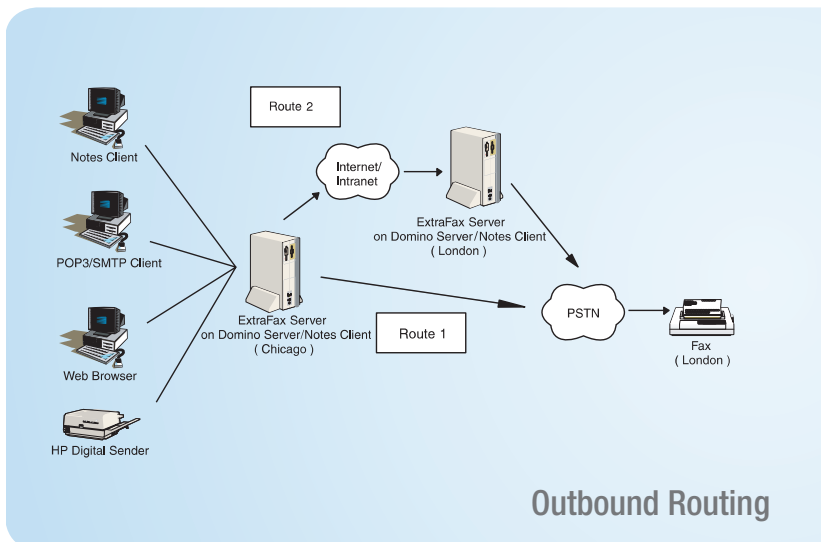 Route 2
Notes Client
Internet/
Intranet
ExtraFax Server
on Domino Server/Notes Client
( London )
POP3/SMTP Client
ExtraFax Server
on Domino Server/Notes Client
( Chicago )
Route 1
PSTN
Fax
( London )
Web Browser
HP Digital Sender
Outbound Routing